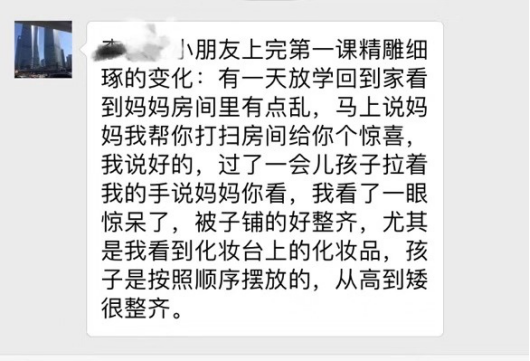 小朋友上完第一课精雕细
琢的变化：有一天放学回到家看
到妈妈房间里有点乱，马上说妈
妈我帮你打扫房间给你个惊喜，
我说好的，过了一会儿孩子拉着
我的手说妈妈你看，我看了一眼
惊呆了，被子铺的好整齐，尤其
是我看到化妆台上的化妆品，孩
子是按照顺序摆放的，从高到矮
很整齐。